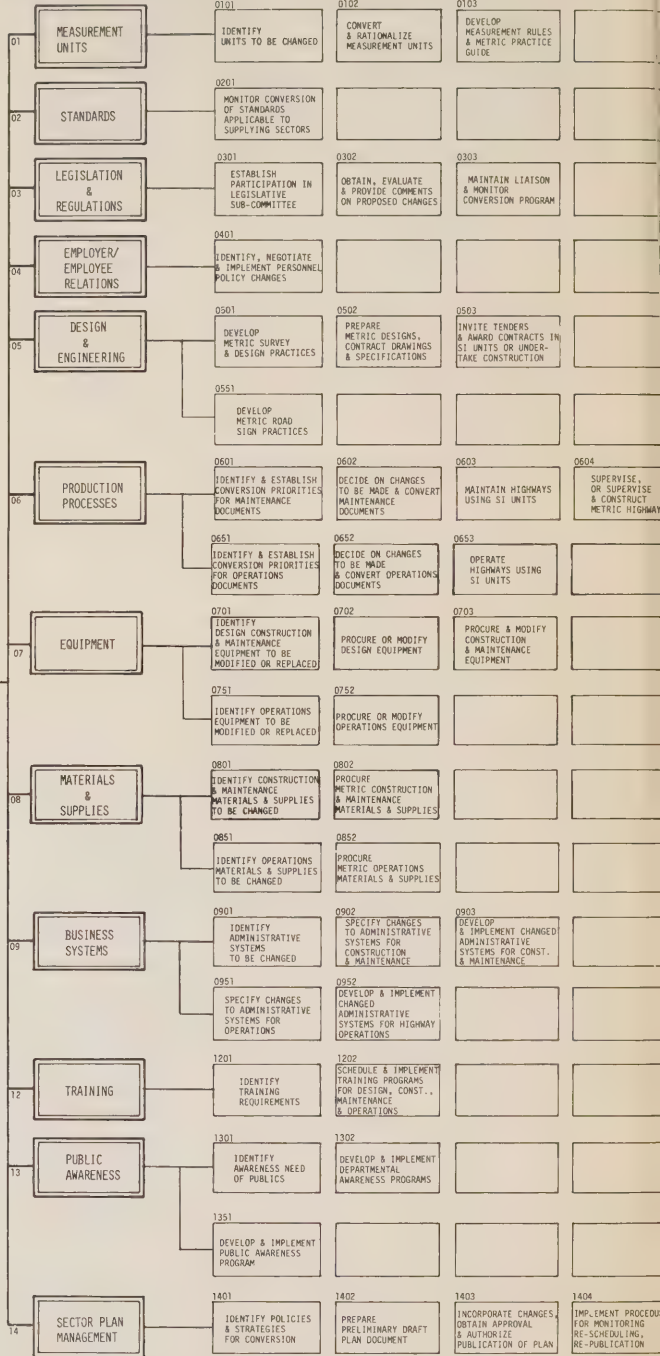 01
MEASUREMENT
UNITS
0101
IDENTIFY
UNITS TO BE CHANGED
0102
CONVERT
& RATIONALIZE
MEASUREMENT UNITS
0103
DEVELOP
MEASUREMENT RULES
& METRIC PRACTICE
GUIDE
02
STANDARDS
0201
MONITOR CONVERSION
OF STANDARDS
APPLICABLE TO
SUPPLYING SECTORS
03
LEGISLATION
&
REGULATIONS
0301
ESTABLISH
PARTICIPATION IN
LEGISLATIVE
SUB-COMMITTEE
0302
OBTAIN, EVALUATE
& PROVIDE COMMENTS
ON PROPOSED CHANGES
0303
MAINTAIN LIAISON
& MONITOR
CONVERSION PROGRAM
04
EMPLOYER/
EMPLOYEE
RELATIONS
0401
IDENTIFY, NEGOTIATE
& IMPLEMENT PERSONNEL
POLICY CHANGES
05
DESIGN
&
ENGINEERING
0501
DEVELOP
METRIC SURVEY
& DESIGN PRACTICES
0502
PREPARE
METRIC DESIGNS,
CONTRACT DRAWINGS
& SPECIFICATIONS
0503
INVITE TENDERS
& AWARD CONTRACTS IN
SI UNITS OR UNDER-
TAKE CONSTRUCTION
0551
DEVELOP
METRIC ROAD
SIGN PRACTICES
06
PRODUCTION
PROCESSES
0601
IDENTIFY & ESTABLISH
CONVERSION PRIORITIES
FOR MAINTENANCE
DOCUMENTS
0602
DECIDE ON CHANGES
TO BE MADE & CONVERT
MAINTENANCE
DOCUMENTS
0603
MAINTAIN HIGHWAYS
USING SI UNITS
0604
SUPERVISE,
OR SUPERVISE
& CONSTRUCT
METRIC HIGHWAY
0651
IDENTIFY & ESTABLISH
CONVERSION PRIORITIES
FOR OPERATIONS
DOCUMENTS
0652
DECIDE ON CHANGES
TO BE MADE
& CONVERT OPERATIONS
DOCUMENTS
0653
OPERATE
HIGHWAYS USING
SI UNITS
07
EQUIPMENT
0701
IDENTIFY
DESIGN CONSTRUCTION
& MAINTENANCE
EQUIPMENT TO BE
MODIFIED OR REPLACED
0702
PROCURE OR MODIFY
DESIGN EQUIPMENT
0703
PROCURE & MODIFY
CONSTRUCTION
& MAINTENANCE
EQUIPMENT
0751
IDENTIFY OPERATIONS
EQUIPMENT TO BE
MODIFIED OR REPLACED
0752
PROCURE OR MODIFY
OPERATIONS EQUIPMENT
08
MATERIALS
&
SUPPLIES
0801
IDENTIFY CONSTRUCTION
& MAINTENANCE
MATERIALS & SUPPLIES
TO BE CHANGED
0802
PROCURE
METRIC CONSTRUCTION
& MAINTENANCE
MATERIALS & SUPPLIES
0851
IDENTIFY OPERATIONS
MATERIALS & SUPPLIES
TO BE CHANGED
0852
PROCURE
METRIC OPERATIONS
MATERIALS & SUPPLIES
09
BUSINESS
SYSTEMS
0901
IDENTIFY
ADMINISTRATIVE
SYSTEMS
TO BE CHANGED
0902
SPECIFY CHANGES
TO ADMINISTRATIVE
SYSTEMS FOR
CONSTRUCTION
& MAINTENANCE
0903
DEVELOP
& IMPLEMENT CHANGED
ADMINISTRATIVE
SYSTEMS FOR CONST.
& MAINTENANCE
0951
SPECIFY CHANGES
TO ADMINISTRATIVE
SYSTEMS FOR
OPERATIONS
0952
DEVELOP & IMPLEMENT
CHANGED
ADMINISTRATIVE
SYSTEMS FOR HIGHWAY
OPERATIONS
12
TRAINING
1201
IDENTIFY
TRAINING
REQUIREMENTS
1202
SCHEDULE & IMPLEMENT
TRAINING PROGRAMS
FOR DESIGN, CONST.,
MAINTENANCE
& OPERATIONS
13
PUBLIC
AWARENESS
1301
IDENTIFY
AWARENESS NEED
OF PUBLICS
1302
DEVELOP & IMPLEMENT
DEPARTMENTAL
AWARENESS PROGRAMS
1351
DEVELOP & IMPLEMENT
PUBLIC AWARENESS
PROGRAM
14
SECTOR PLAN
MANAGEMENT
1401
IDENTIFY POLICIES
& STRATEGIES
FOR CONVERSION
1402
PREPARE
PRELIMINARY DRAFT
PLAN DOCUMENT
1403
INCORPORATE CHANGES,
OBTAIN APPROVAL
& AUTHORIZE
PUBLICATION OF PLAN
1404
IMPLEMENT PROCEDU
FOR MONITORING
RE-SCHEDULING,
RE-PUBLICATION